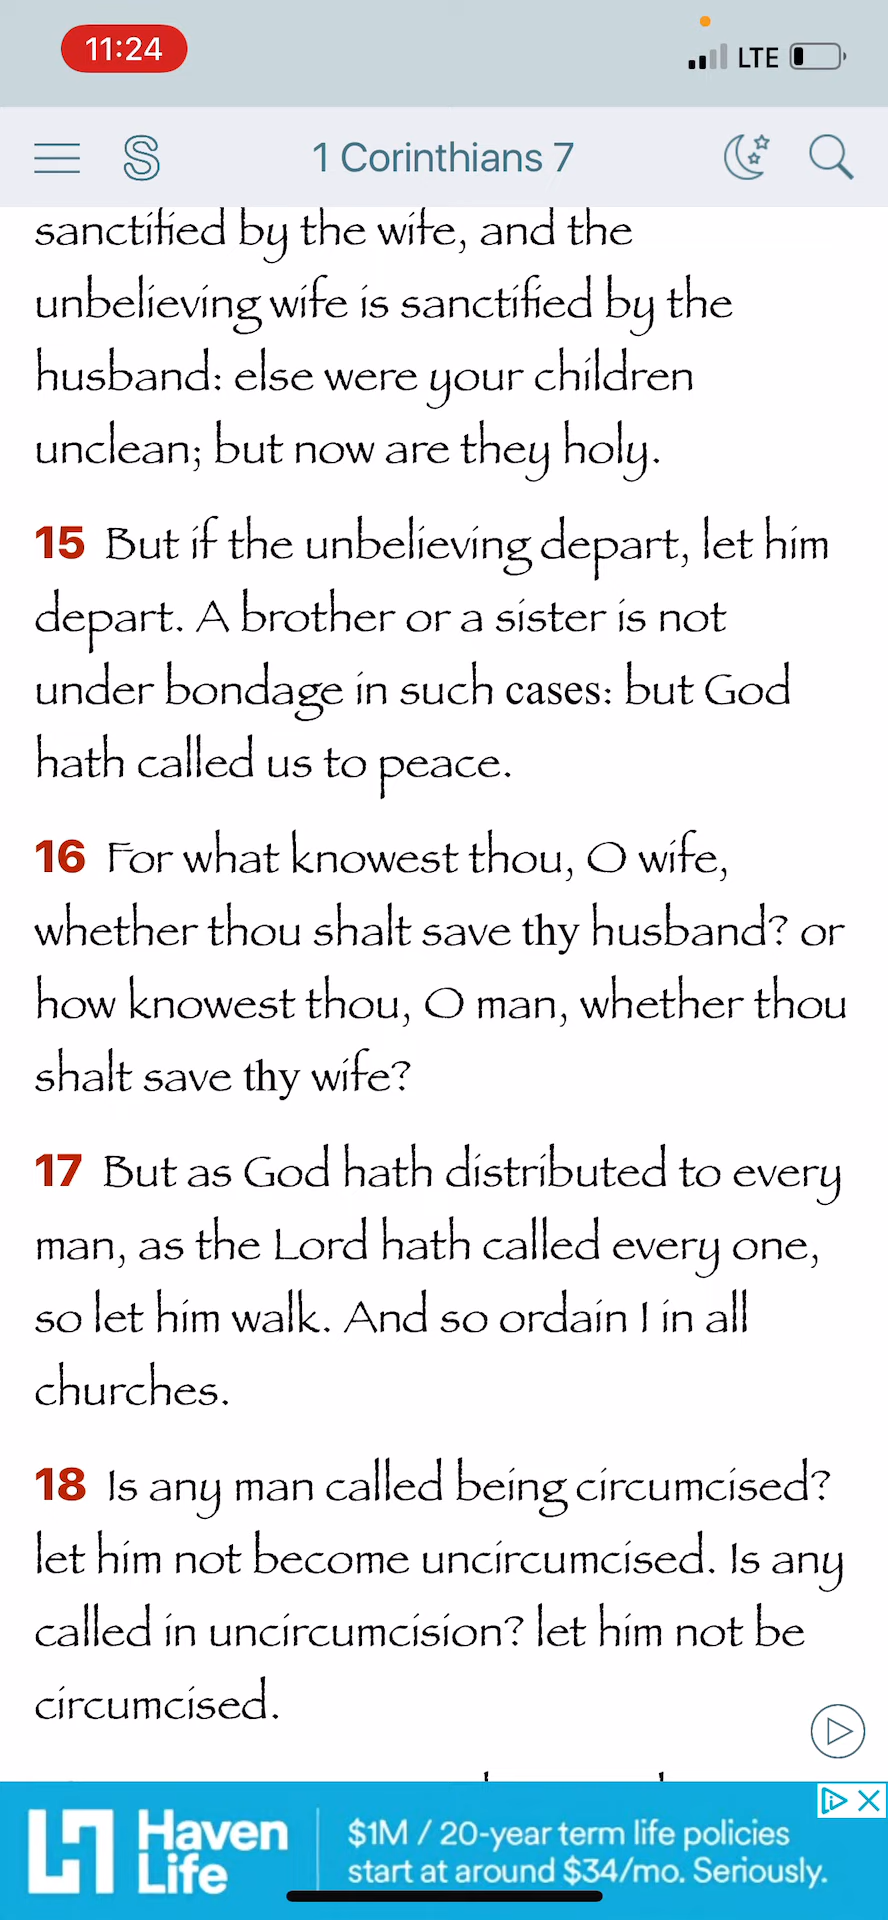 11:24
LTE
S
1 Corinthians 7
sanctified by the wife, and the
unbelieving wife is sanctified by the
husband: else were your children
unclean; but now are they holy.
15 But if the unbelieving depart, let him
depart. A brother or a sister is not
under bondage in such cases: but God
hath called us to peace.
16 For what knowest thou, O wife,
whether thou shalt save thy husband? or
how knowest thou, O man, whether thou
shalt save thy wife?
17 But as God hath distributed to every
man, as the Lord hath called every one,
so let him walk. And so ordain I in all
churches.
18 Is any man called being circumcised?
let him not become uncircumcised. Is any
called in uncircumcision? let him not be
circumcised.
Haven
Life
$1M / 20-year term life policies
start at around $34/mo. Seriously.